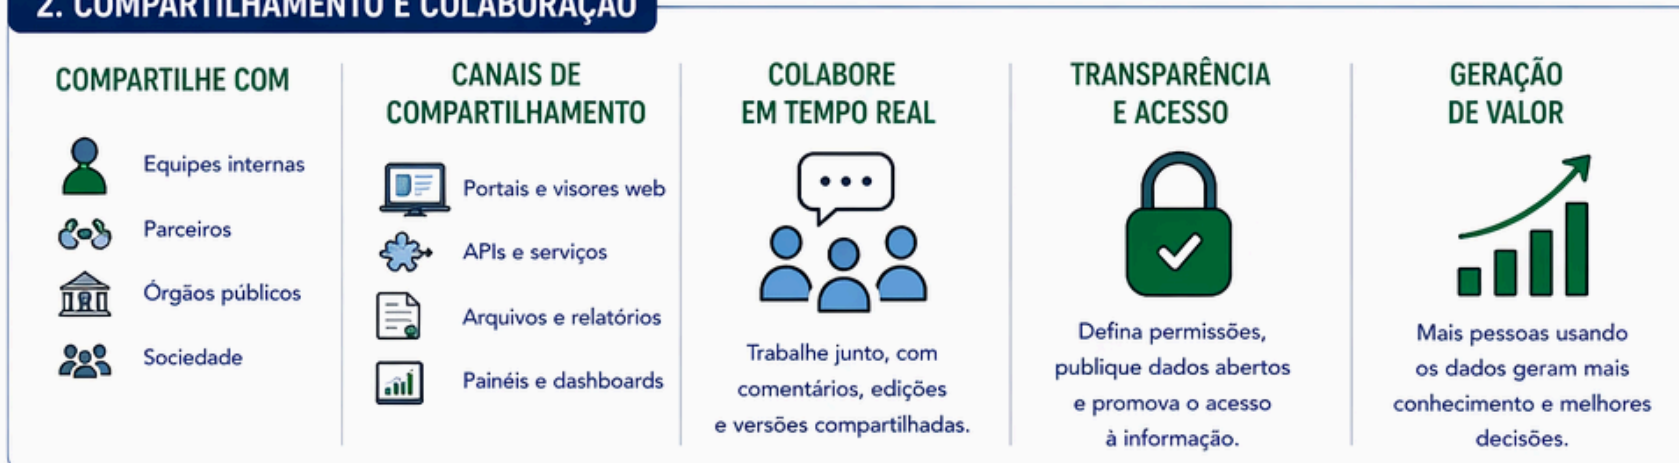 2. COMPARTILHAMENTO E COLABORAÇÃO
COMPARTILHE COM
Equipes internas
Parceiros
Órgãos públicos
Sociedade
CANAIS DE
COMPARTILHAMENTO
Portais e visores web
APIs e serviços
Arquivos e relatórios
Painéis e dashboards
COLABORE
EM TEMPO REAL
Trabalhe junto, com
comentários, edições
e versões compartilhadas.
TRANSPARÊNCIA
E ACESSO
Defina permissões,
publique dados abertos
e promova o acesso
à informação.
GERAÇÃO
DE VALOR
Mais pessoas usando
os dados geram mais
conhecimento e melhores
decisões.